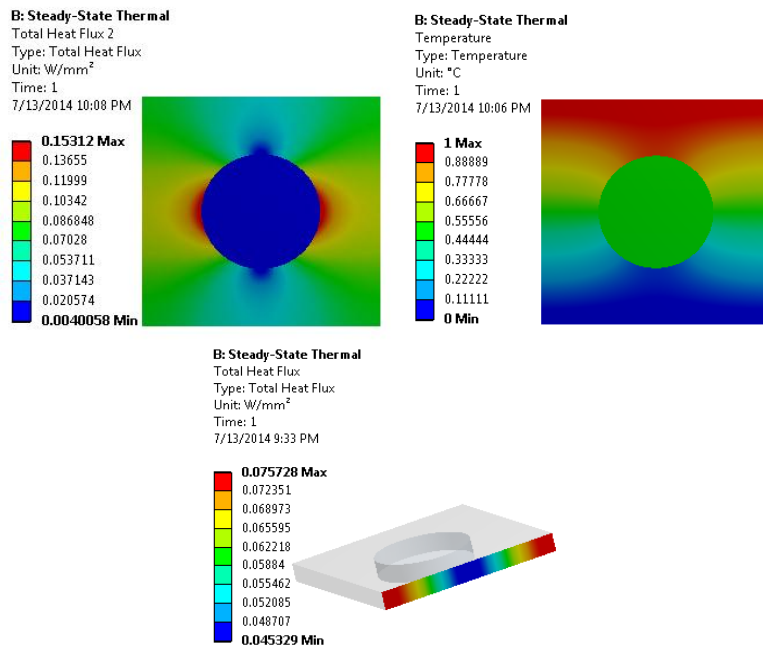 B: Steady-State Thermal
Total Heat Flux 2
Type: Total Heat Flux
Unit: W/mm²
Time: 1
7/13/2014 10:08 PM
0.15312 Max
0.13655
0.11999
0.10342
0.086848
0.07028
0.053711
0.037143
0.020574
0.0040058 Min
B: Steady-State Thermal
Temperature
Type: Temperature
Unit: °C
Time: 1
7/13/2014 10:06 PM
1 Max
0.88889
0.77778
0.66667
0.55556
0.44444
0.33333
0.22222
0.11111
0 Min
B: Steady-State Thermal
Total Heat Flux
Type: Total Heat Flux
Unit: W/mm²
Time: 1
7/13/2014 9:33 PM
0.075728 Max
0.072351
0.068973
0.065595
0.062218
0.05884
0.055462
0.052085
0.048707
0.045329 Min